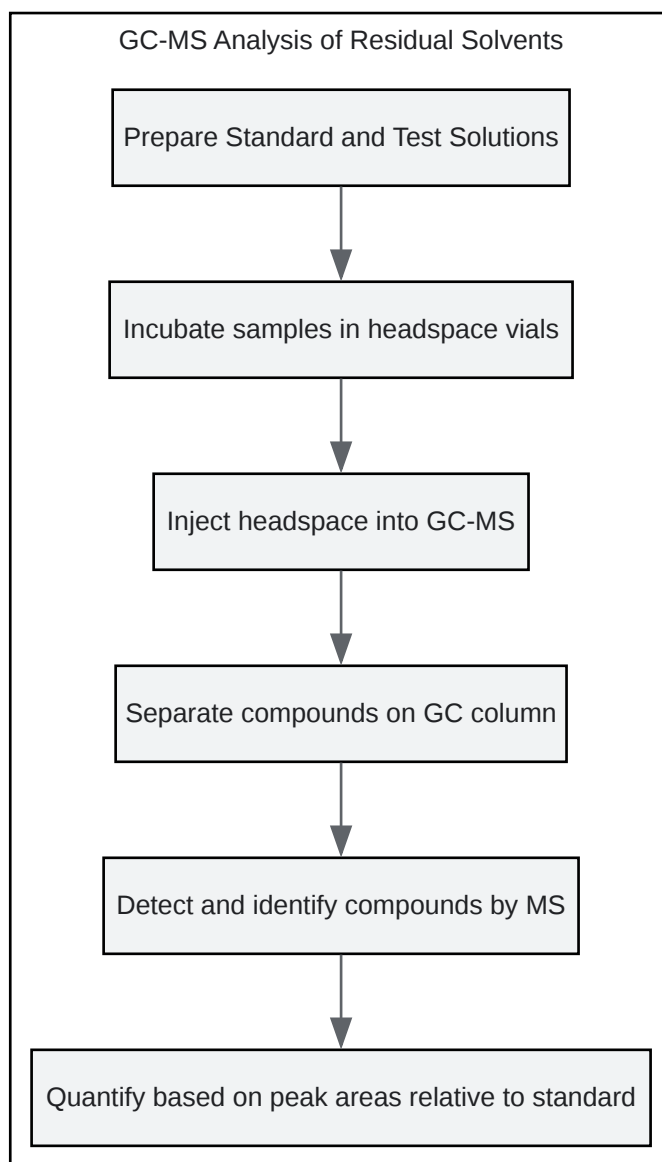 GC-MS Analysis of Residual Solvents
Prepare Standard and Test Solutions
Incubate samples in headspace vials
Inject headspace into GC-MS
Separate compounds on GC column
Detect and identify compounds by MS
Quantify based on peak areas relative to standard